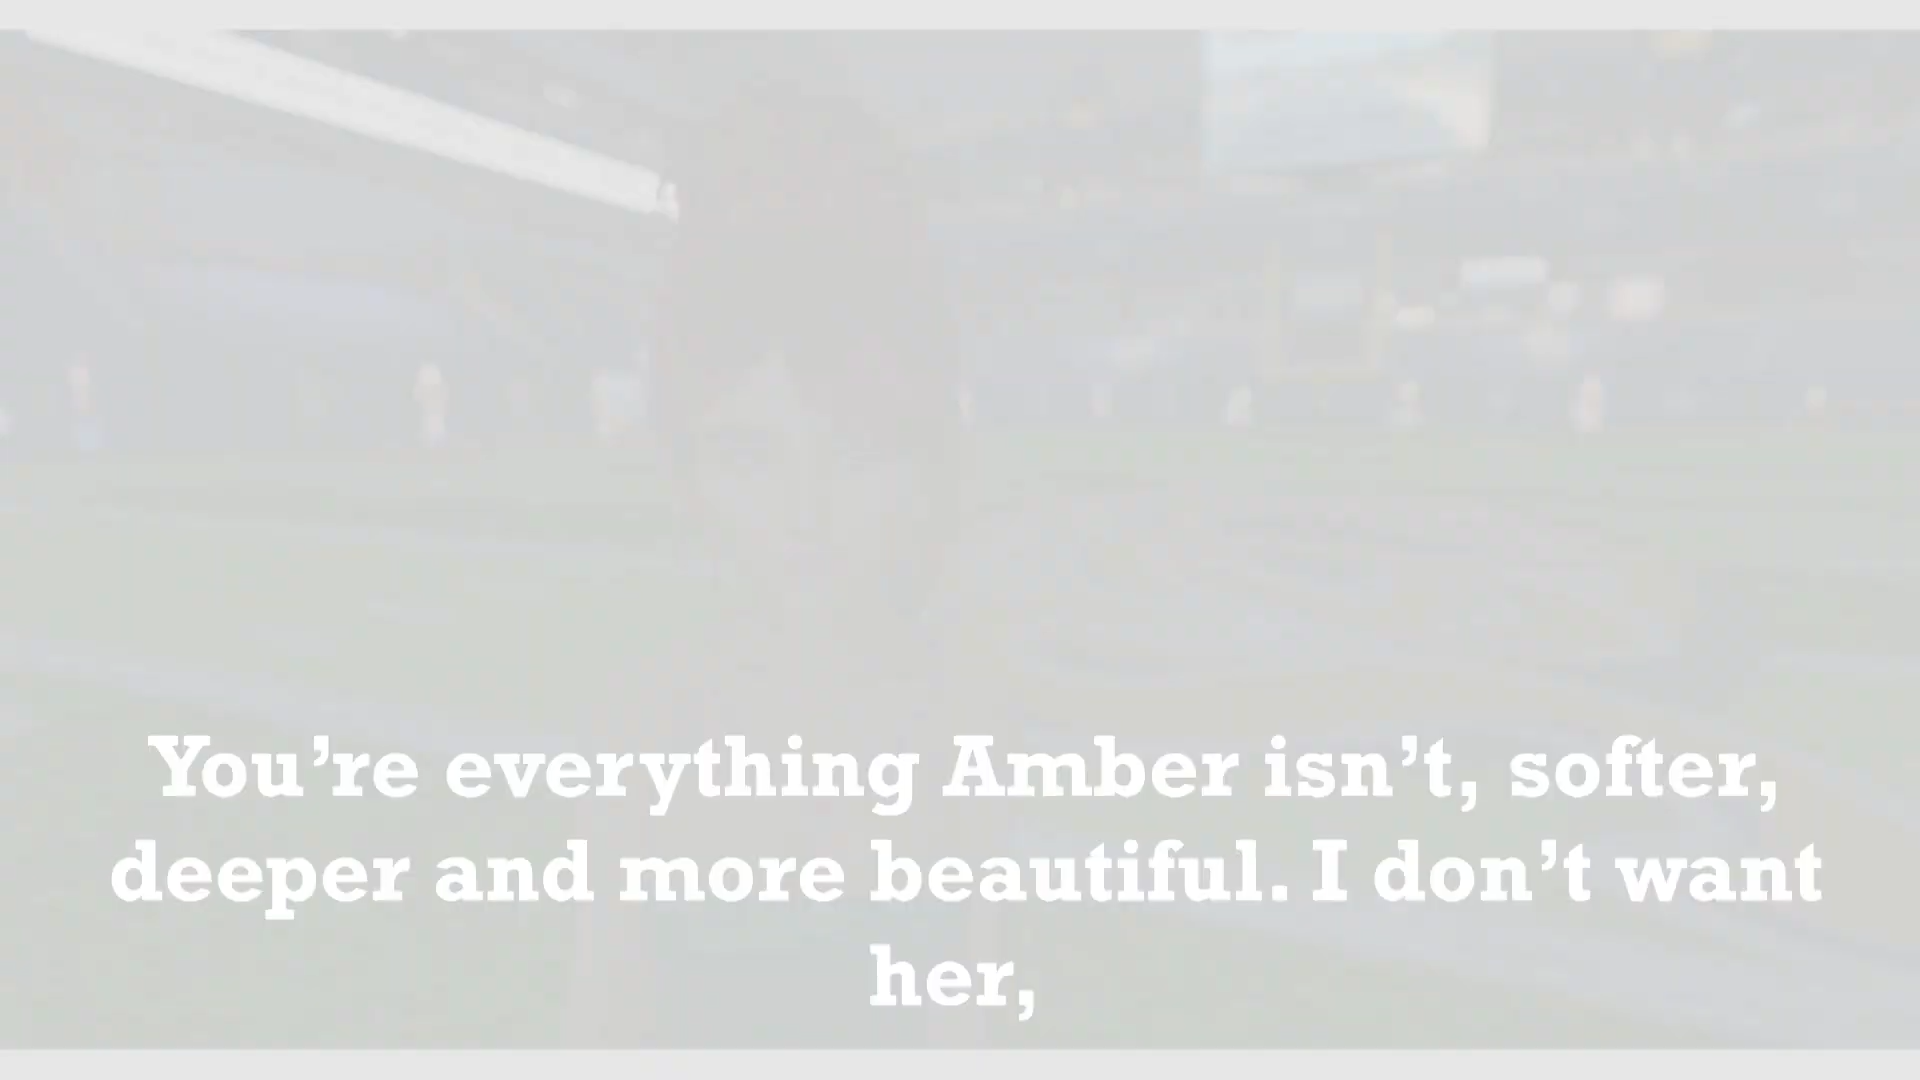 You’re everything Amber isn’t, softer,
deeper and more beautiful. I don’t want
her,